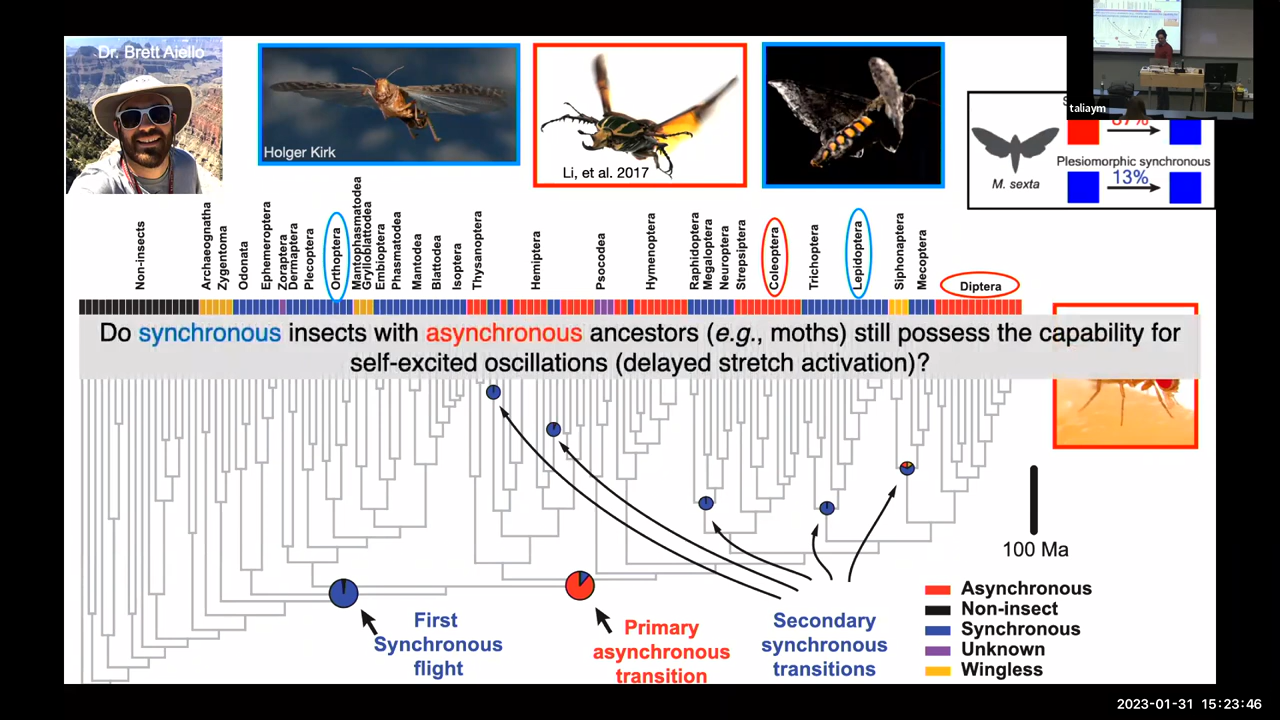 Dr. Brett Aiello
Holger Kirk
Li, et al. 2017
taliaym
Plesiomorphic synchronous
13%
M. sexta
Non-insects
Archaeognatha
Zygentoma
Odonata
Ephemeroptera
Zoraptera
Dermaptera
Plecoptera
Orthoptera
Mantophasmatodea
Grylloblattodea
Embioptera
Phasmatodea
Mantodea
Blattodea
Isoptera
Thysanoptera
Hemiptera
Psocodea
Hymenoptera
Raphidoptera
Megaloptera
Neuroptera
Strepsiptera
Coleoptera
Trichoptera
Lepidoptera
Siphonaptera
Mecoptera
Diptera
Do synchronous insects with asynchronous ancestors (e.g., moths) still possess the capability for
self-excited oscillations (delayed stretch activation)?
100 Ma
First
Synchronous
flight
Primary
asynchronous
transition
Secondary
synchronous
transitions
Asynchronous
Non-insect
Synchronous
Unknown
Wingless
2023-01-31 15:23:46